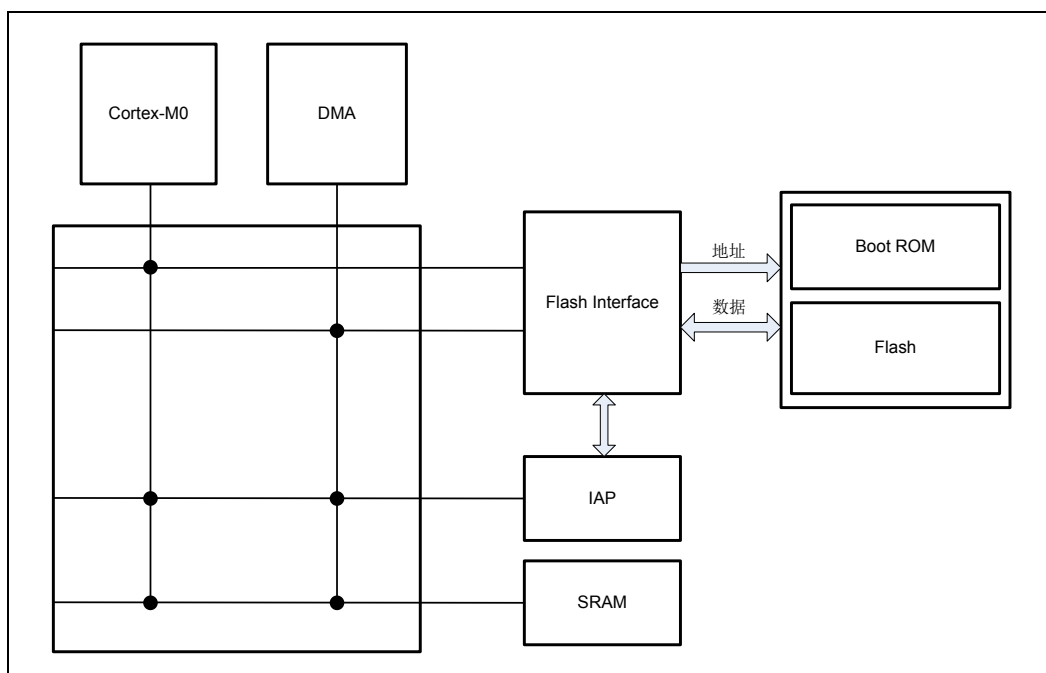 Cortex-M0
DMA
Flash Interface
地址
数据
Boot ROM
Flash
IAP
SRAM